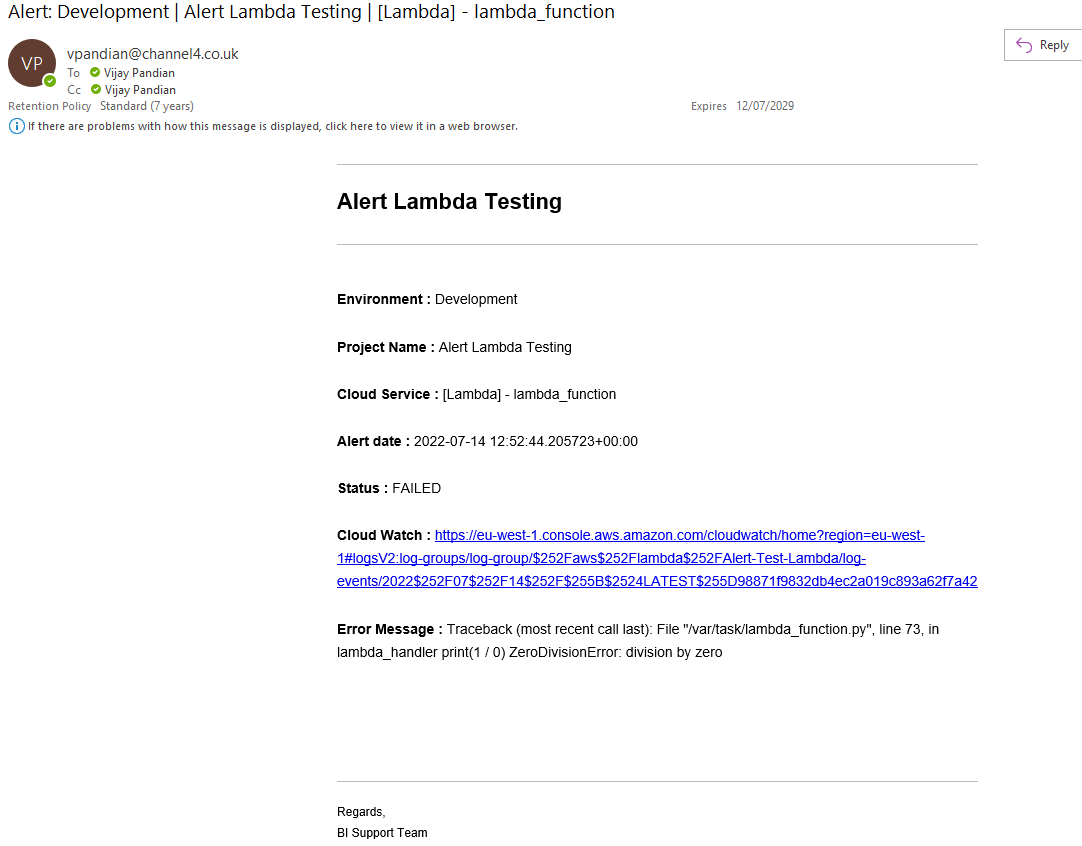 Alert: Development | Alert Lambda Testing | [Lambda] - lambda_function
VP
vpandian@channel4.co.uk
Reply
To Vijay Pandian
Cc Vijay Pandian
Retention Policy Standard (7 years)
Expires 12/07/2029
If there are problems with how this message is displayed, click here to view it in a web browser.
Alert Lambda Testing
Environment : Development
Project Name : Alert Lambda Testing
Cloud Service : [Lambda] - lambda_function
Alert date : 2022-07-14 12:52:44.205723+00:00
Status : FAILED
Cloud Watch : https://eu-west-1.console.aws.amazon.com/cloudwatch/home?region=eu-west-
1#logsV2:log-groups/log-group/$252Faws$252Flambda$252FAlert-Test-Lambda/log-
events/2022$252F07$252F14$252F$255B$2524LATEST$255D98871f9832db4ec2a019c893a62f7a42
Error Message : Traceback (most recent call last): File "/var/task/lambda_function.py", line 73, in
lambda_handler print(1 / 0) ZeroDivisionError: division by zero
Regards,
BI Support Team